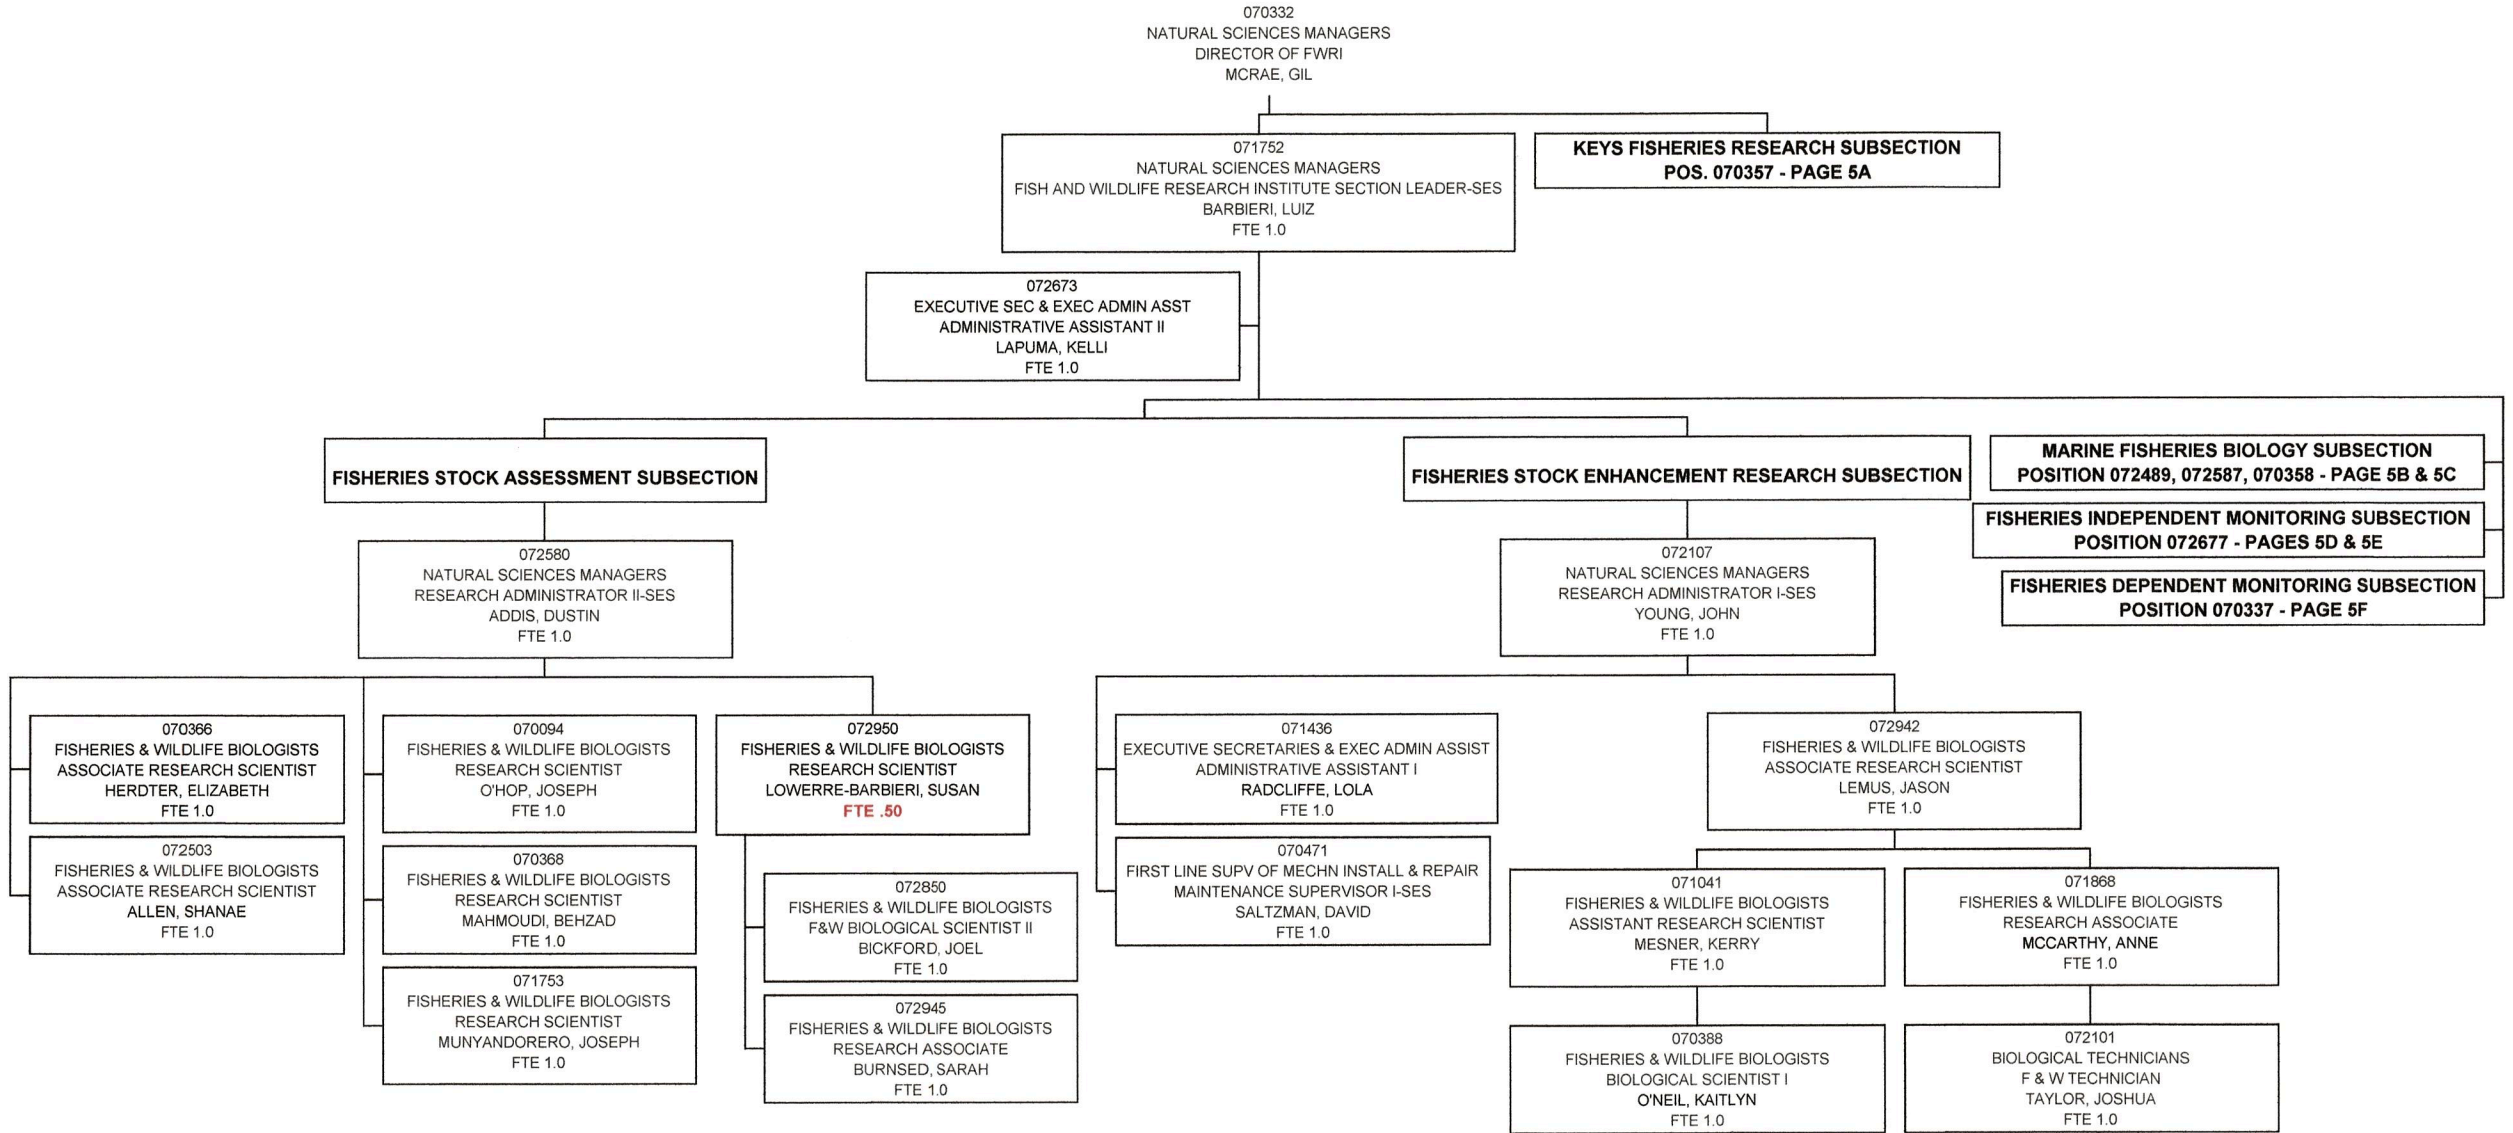 070332
NATURAL SCIENCES MANAGERS
DIRECTOR OF FWRI
MCRAE, GIL
071752
NATURAL SCIENCES MANAGERS
FISH AND WILDLIFE RESEARCH INSTITUTE SECTION LEADER-SES
BARBIERI, LUIZ
FTE 1.0
KEYS FISHERIES RESEARCH SUBSECTION
POS. 070357 - PAGE 5A
072673
EXECUTIVE SEC & EXEC ADMIN ASST
ADMINISTRATIVE ASSISTANT II
LAPUMA, KELLI
FTE 1.0
FISHERIES STOCK ASSESSMENT SUBSECTION
FISHERIES STOCK ENHANCEMENT RESEARCH SUBSECTION
MARINE FISHERIES BIOLOGY SUBSECTION
POSITION 072489, 072587, 070358 - PAGE 5B & 5C
FISHERIES INDEPENDENT MONITORING SUBSECTION
POSITION 072677 - PAGES 5D & 5E
FISHERIES DEPENDENT MONITORING SUBSECTION
POSITION 070337 - PAGE 5F
072580
NATURAL SCIENCES MANAGERS
RESEARCH ADMINISTRATOR II-SES
ADDIS, DUSTIN
FTE 1.0
072107
NATURAL SCIENCES MANAGERS
RESEARCH ADMINISTRATOR I-SES
YOUNG, JOHN
FTE 1.0
070366
FISHERIES & WILDLIFE BIOLOGISTS
ASSOCIATE RESEARCH SCIENTIST
HERDTER, ELIZABETH
FTE 1.0
072503
FISHERIES & WILDLIFE BIOLOGISTS
ASSOCIATE RESEARCH SCIENTIST
ALLEN, SHANAE
FTE 1.0
070094
FISHERIES & WILDLIFE BIOLOGISTS
RESEARCH SCIENTIST
O'HOP, JOSEPH
FTE 1.0
070368
FISHERIES & WILDLIFE BIOLOGISTS
RESEARCH SCIENTIST
MAHMOUDI, BEHZAD
FTE 1.0
071753
FISHERIES & WILDLIFE BIOLOGISTS
RESEARCH SCIENTIST
MUNYANDORERO, JOSEPH
FTE 1.0
072950
FISHERIES & WILDLIFE BIOLOGISTS
RESEARCH SCIENTIST
LOWERRE-BARBIERI, SUSAN
FTE .50
072850
FISHERIES & WILDLIFE BIOLOGISTS
F&W BIOLOGICAL SCIENTIST II
BICKFORD, JOEL
FTE 1.0
072945
FISHERIES & WILDLIFE BIOLOGISTS
RESEARCH ASSOCIATE
BURNSED, SARAH
FTE 1.0
071436
EXECUTIVE SECRETARIES & EXEC ADMIN ASSIST
ADMINISTRATIVE ASSISTANT I
RADCLIFFE, LOLA
FTE 1.0
070471
FIRST LINE SUPV OF MECHN INSTALL & REPAIR
MAINTENANCE SUPERVISOR I-SES
SALTZMAN, DAVID
FTE 1.0
072942
FISHERIES & WILDLIFE BIOLOGISTS
ASSOCIATE RESEARCH SCIENTIST
LEMUS, JASON
FTE 1.0
071041
FISHERIES & WILDLIFE BIOLOGISTS
ASSISTANT RESEARCH SCIENTIST
MESNER, KERRY
FTE 1.0
071868
FISHERIES & WILDLIFE BIOLOGISTS
RESEARCH ASSOCIATE
MCCARTHY, ANNE
FTE 1.0
070388
FISHERIES & WILDLIFE BIOLOGISTS
BIOLOGICAL SCIENTIST I
O'NEIL, KAITLYN
FTE 1.0
072101
BIOLOGICAL TECHNICIANS
F & W TECHNICIAN
TAYLOR, JOSHUA
FTE 1.0